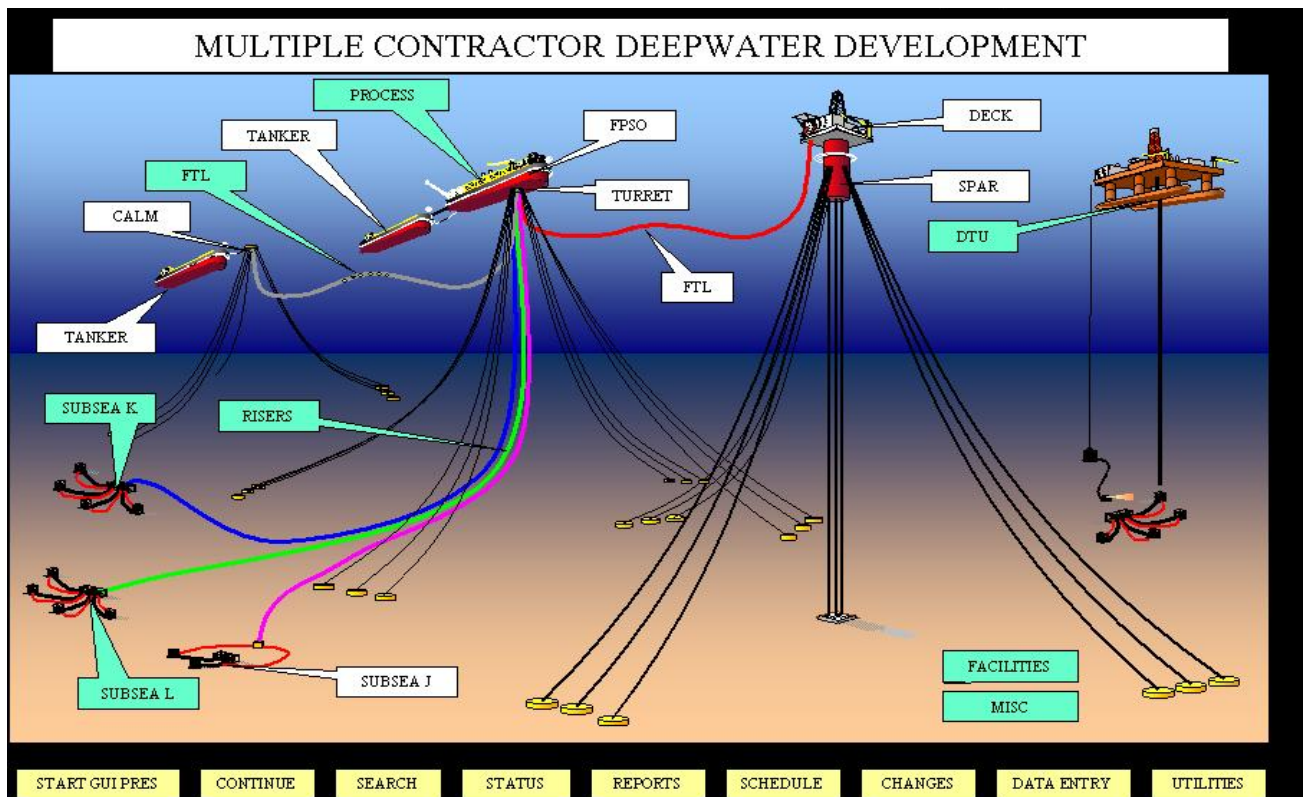 MULTIPLE CONTRACTOR DEEPWATER DEVELOPMENT
PROCESS
TANKER
FPSO
DECK
FTL
TURRET
SPAR
CALM
DTU
FTL
TANKER
SUBSEA K
RISERS
SUBSEA L
SUBSEA J
FACILITIES
MISC
START GUI PRES
CONTINUE
SEARCH
STATUS
REPORTS
SCHEDULE
CHANGES
DATA ENTRY
UTILITIES